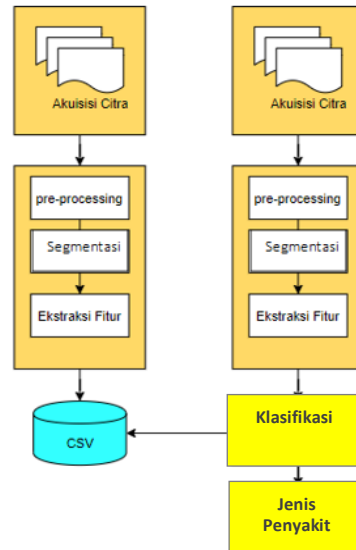 Akuisisi Citra
pre-processing
Segmentasi
Ekstraksi Fitur
CSV
Akuisisi Citra
pre-processing
Segmentasi
Ekstraksi Fitur
Klasifikasi
Jenis
Penyakit